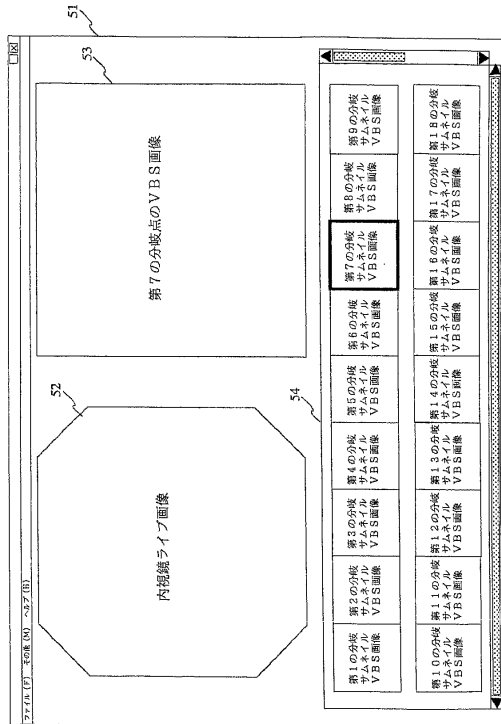 51
ファイル (F) その他 (M) ヘルプ (H)
52
内視鏡ライブ画像
53
第7の分岐点のVBS画像
54
第1の分岐
サムネイル
VBS画像
第2の分岐
サムネイル
VBS画像
第3の分岐
サムネイル
VBS画像
第4の分岐
サムネイル
VBS画像
第5の分岐
サムネイル
VBS画像
第6の分岐
サムネイル
VBS画像
第7の分岐
サムネイル
VBS画像
第8の分岐
サムネイル
VBS画像
第9の分岐
サムネイル
VBS画像
第10の分岐
サムネイル
VBS画像
第11の分岐
サムネイル
VBS画像
第12の分岐
サムネイル
VBS画像
第13の分岐
サムネイル
VBS画像
第14の分岐
サムネイル
VBS画像
第15の分岐
サムネイル
VBS画像
第16の分岐
サムネイル
VBS画像
第17の分岐
サムネイル
VBS画像
第18の分岐
サムネイル
VBS画像